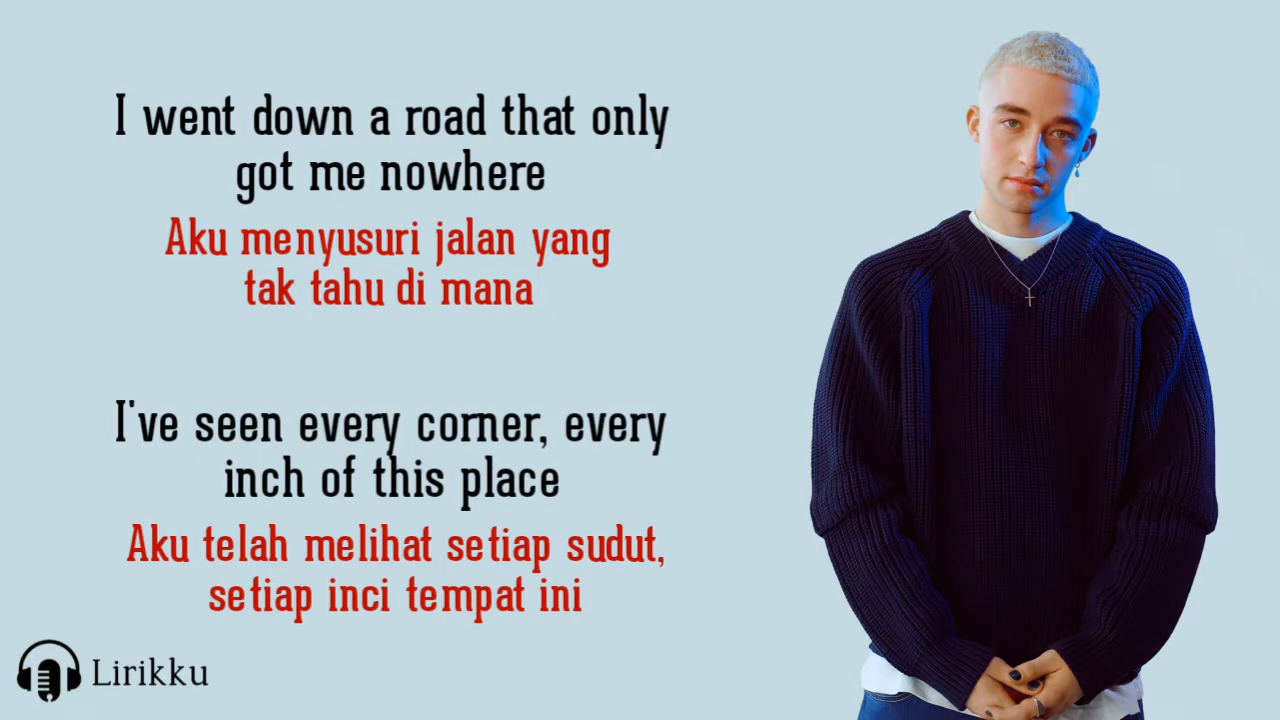 I went down a road that only
got me nowhere
Aku menyusuri jalan yang
tak tahu di mana
I've seen every corner, every
inch of this place
Aku telah melihat setiap sudut,
setiap inci tempat ini
Lirikku